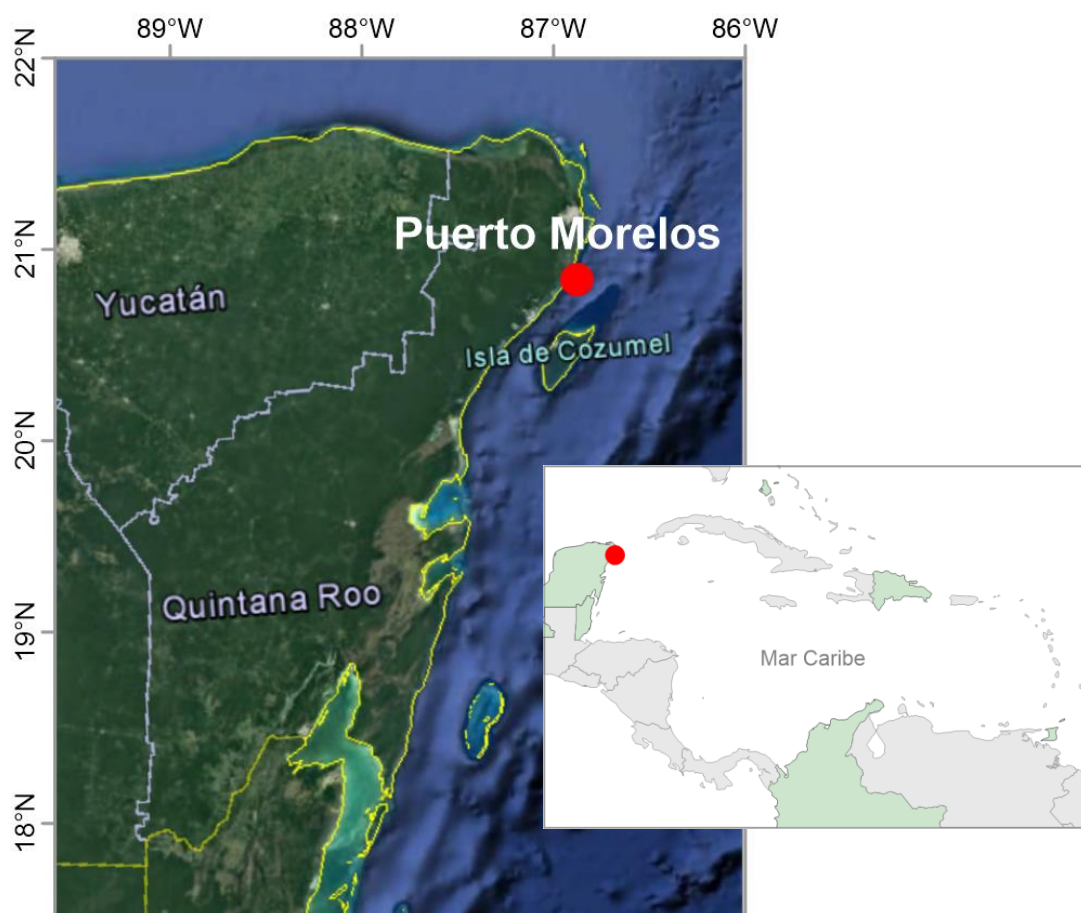 89°W 88°W 87°W 86°W
22°N
21°N
20°N
19°N
18°N
Puerto Morelos
Yucatán
Isla de Cozumel
Quintana Roo
Mar Caribe